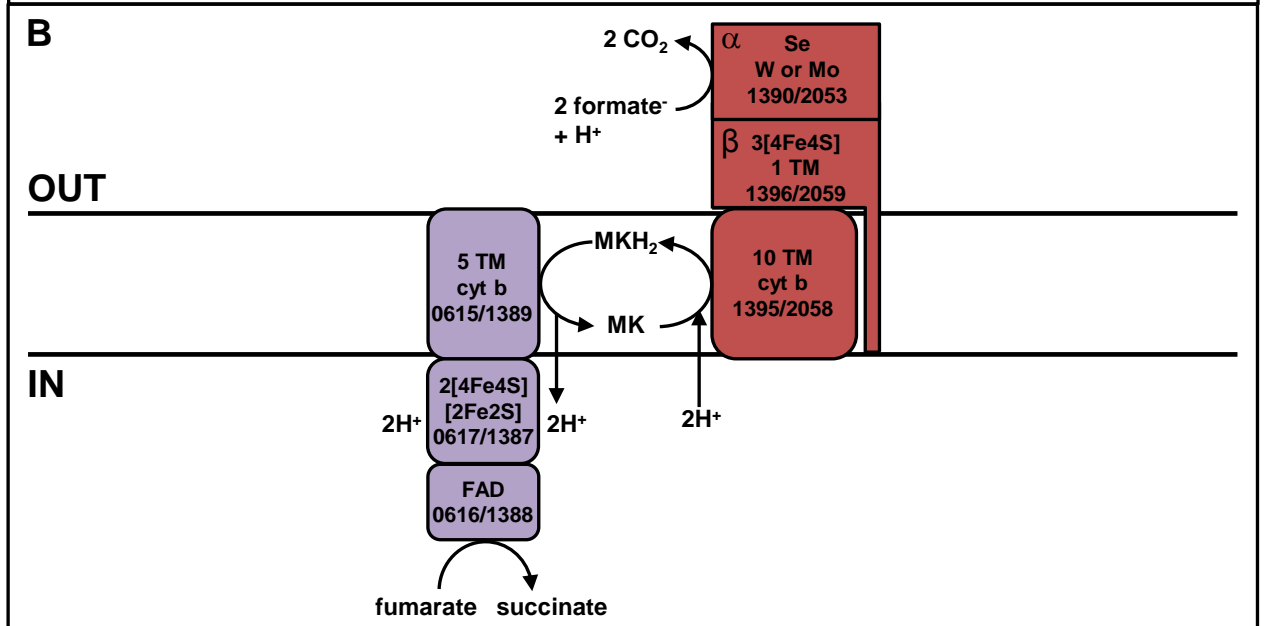 B
2 CO₂
2 formate⁻
+ H⁺
α
Se
W or Mo
1390/2053
β
3[4Fe4S]
1 TM
1396/2059
OUT
5 TM
cyt b
0615/1389
MKH₂
MK
10 TM
cyt b
1395/2058
IN
2H⁺
2[4Fe4S]
[2Fe2S]
0617/1387
2H⁺
2H⁺
FAD
0616/1388
fumarate succinate